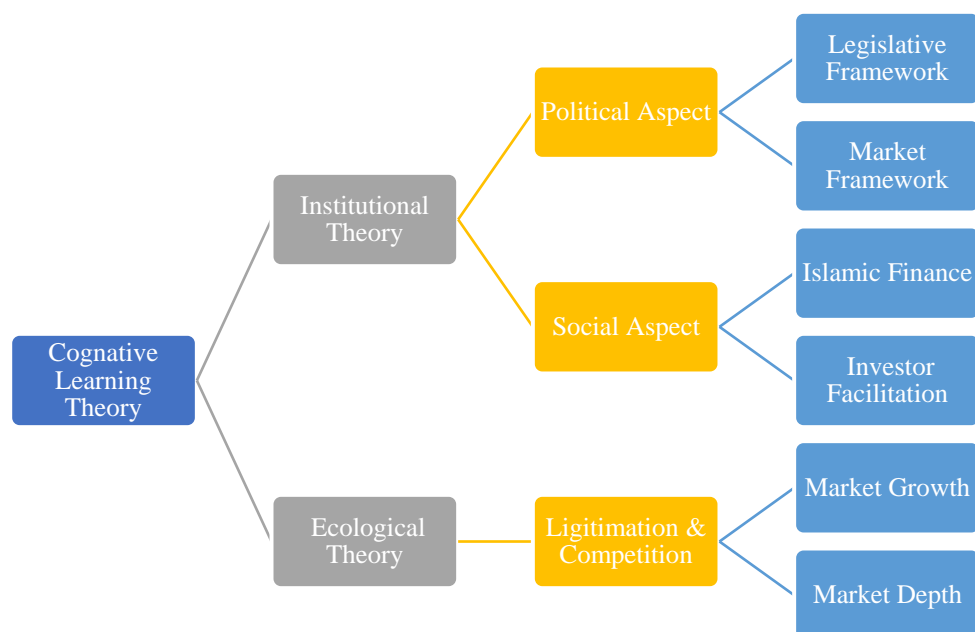 Cognative
Learning
Theory
Institutional
Theory
Political Aspect
Legislative
Framework
Market
Framework
Social Aspect
Islamic Finance
Investor
Facilitation
Ecological
Theory
Ligitimation &
Competition
Market Growth
Market Depth